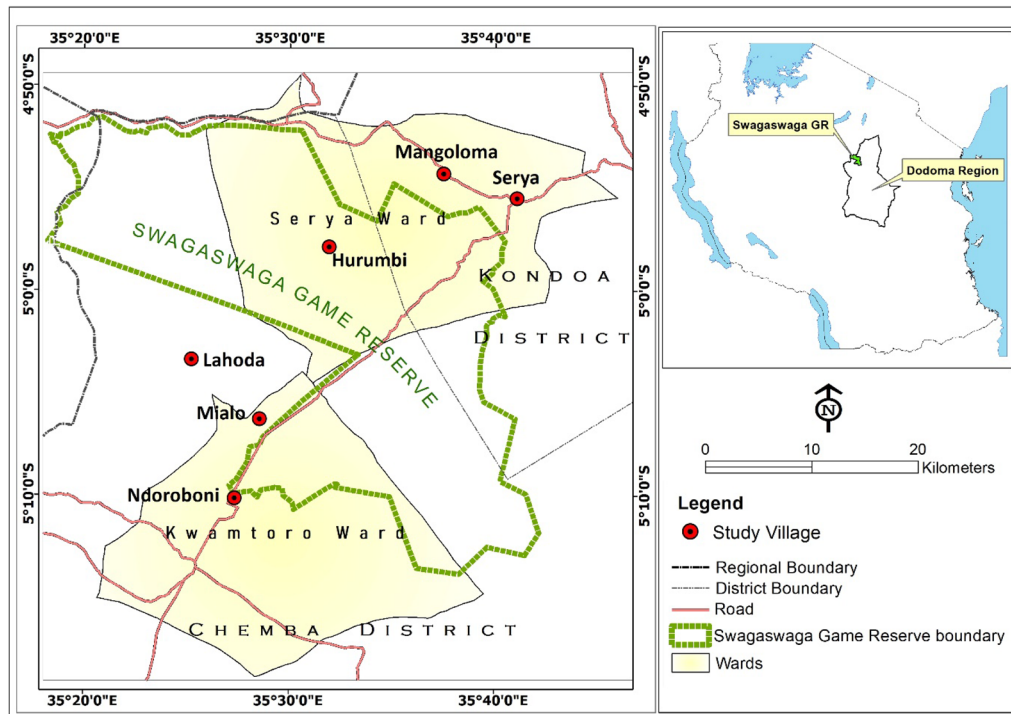 35°20'0"E 35°30'0"E 35°40'0"E
4°50'0"S
4°50'0"S
Mangoloma
Serya
Serya Ward
Hurumbi
SWAGASWAGA GAME RESERVE
KONDOA
DISTRICT
5°0'0"S
5°0'0"S
Lahoda
Mialo
Ndoroboni
Kwamtoro Ward
5°10'0"S
5°10'0"S
CHEMBA DISTRICT
35°20'0"E 35°30'0"E 35°40'0"E
Swagaswaga GR
Dodoma Region
N
0 10 20
Kilometers
Legend
Study Village
Regional Boundary
District Boundary
Road
Swagaswaga Game Reserve boundary
Wards